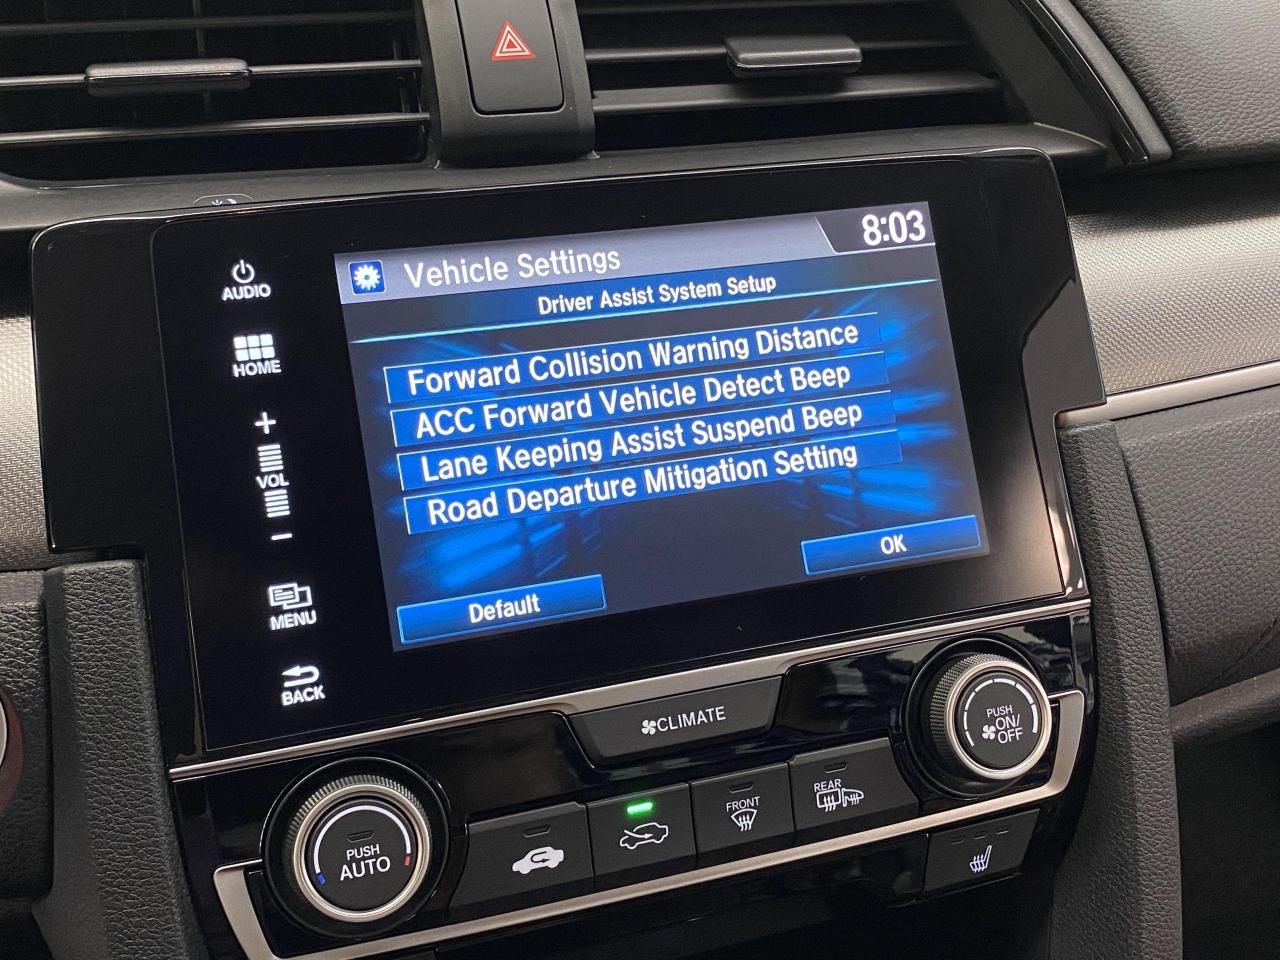 8:03
Vehicle Settings
Driver Assist System Setup
AUDIO
HOME
Forward Collision Warning Distance
ACC Forward Vehicle Detect Beep
Lane Keeping Assist Suspend Beep
Road Departure Mitigation Setting
+
VOL
–
OK
Default
MENU
BACK
CLIMATE
PUSH
ON/
OFF
PUSH
AUTO
FRONT
REAR